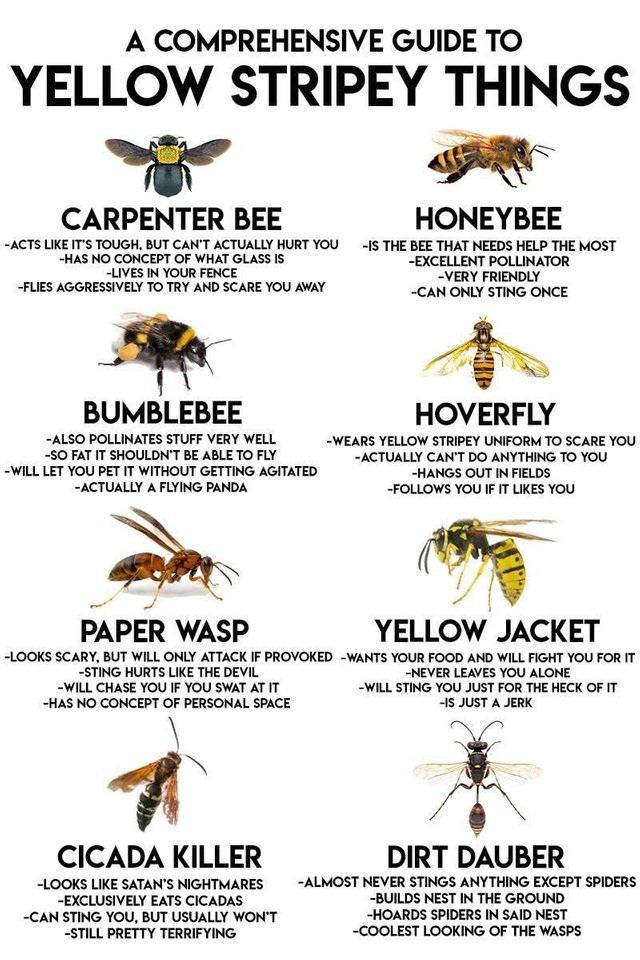 A COMPREHENSIVE GUIDE TO
YELLOW STRIPEY THINGS
CARPENTER BEE
-ACTS LIKE IT'S TOUGH, BUT CAN'T ACTUALLY HURT YOU
-HAS NO CONCEPT OF WHAT GLASS IS
-LIVES IN YOUR FENCE
-FLIES AGGRESSIVELY TO TRY AND SCARE YOU AWAY
HONEYBEE
-IS THE BEE THAT NEEDS HELP THE MOST
-EXCELLENT POLLINATOR
-VERY FRIENDLY
-CAN ONLY STING ONCE
BUMBLEBEE
-ALSO POLLINATES STUFF VERY WELL
-SO FAT IT SHOULDN'T BE ABLE TO FLY
-WILL LET YOU PET IT WITHOUT GETTING AGITATED
-ACTUALLY A FLYING PANDA
HOVERFLY
-WEARS YELLOW STRIPEY UNIFORM TO SCARE YOU
-ACTUALLY CAN'T DO ANYTHING TO YOU
-HANGS OUT IN FIELDS
-FOLLOWS YOU IF IT LIKES YOU
PAPER WASP
-LOOKS SCARY, BUT WILL ONLY ATTACK IF PROVOKED
-STING HURTS LIKE THE DEVIL
-WILL CHASE YOU IF YOU SWAT AT IT
-HAS NO CONCEPT OF PERSONAL SPACE
YELLOW JACKET
-WANTS YOUR FOOD AND WILL FIGHT YOU FOR IT
-NEVER LEAVES YOU ALONE
-WILL STING YOU JUST FOR THE HECK OF IT
-IS JUST A JERK
CICADA KILLER
-LOOKS LIKE SATAN'S NIGHTMARES
-EXCLUSIVELY EATS CICADAS
-CAN STING YOU, BUT USUALLY WON'T
-STILL PRETTY TERRIFYING
DIRT DAUBER
-ALMOST NEVER STINGS ANYTHING EXCEPT SPIDERS
-BUILDS NEST IN THE GROUND
-HOARDS SPIDERS IN SAID NEST
-COOLEST LOOKING OF THE WASPS